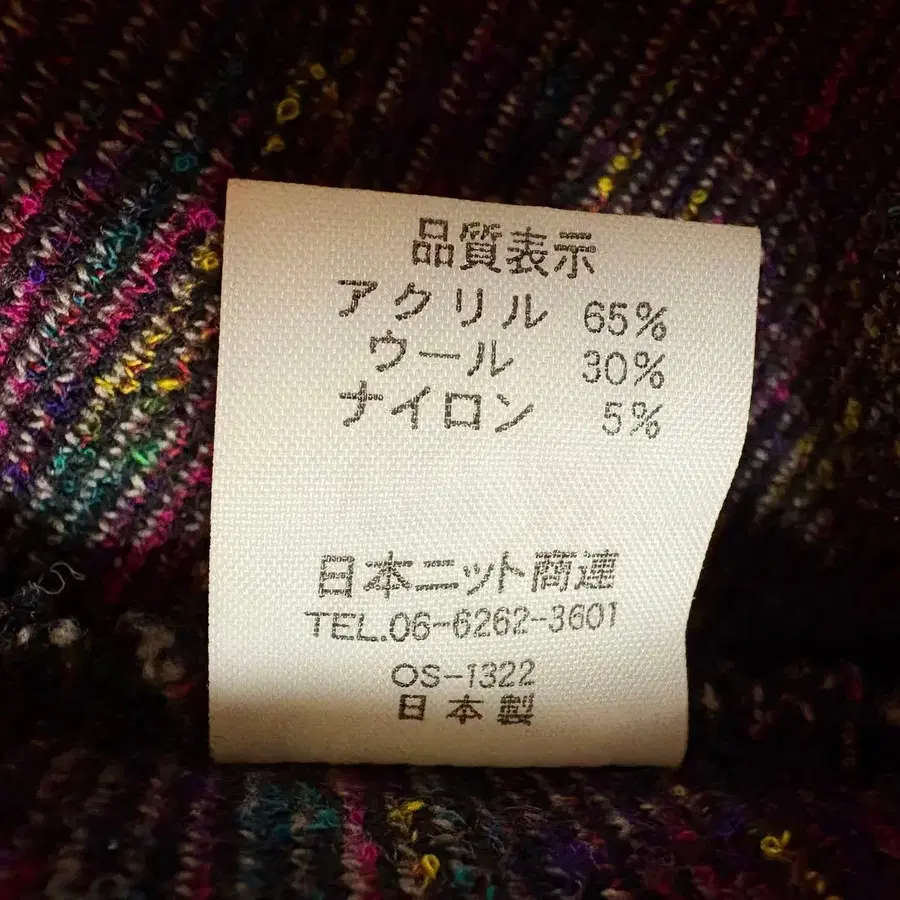 品質表示
アクリル 65%
ウール 30%
ナイロン 5%
日本ニット商連
TEL.06-6262-3601
OS-1322
日本製